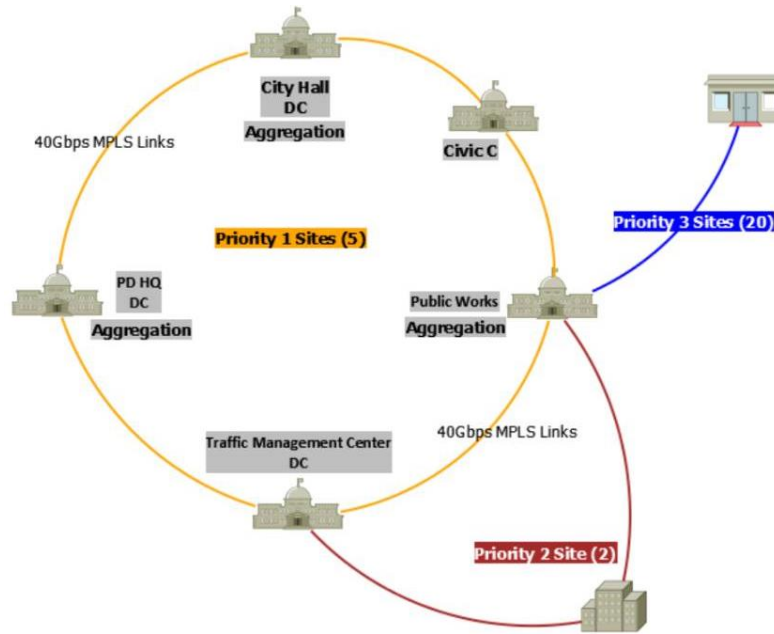 City Hall
DC
Aggregation
40Gbps MPLS Links
Civic C
Priority 3 Sites (20)
Priority 1 Sites (5)
PD HQ
DC
Aggregation
Public Works
Aggregation
40Gbps MPLS Links
Traffic Management Center
DC
Priority 2 Site (2)